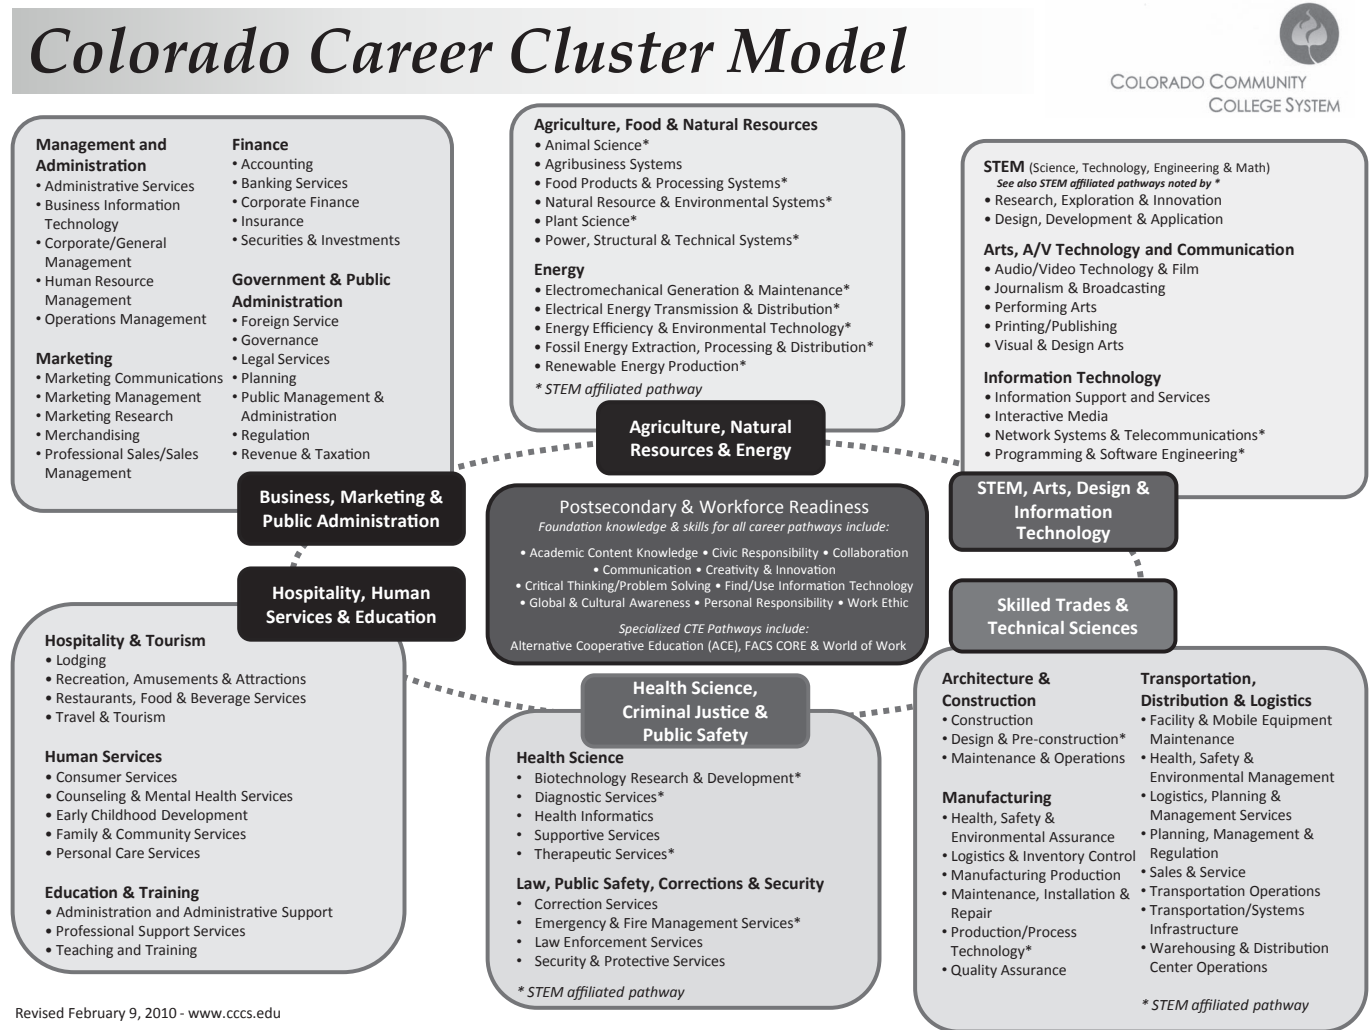 Colorado Career Cluster Model
COLORADO COMMUNITY
COLLEGE SYSTEM
Management and
Administration
• Administrative Services
• Business Information
Technology
• Corporate/General
Management
• Human Resource
Management
• Operations Management
Marketing
• Marketing Communications
• Marketing Management
• Marketing Research
• Merchandising
• Professional Sales/Sales
Management
Finance
• Accounting
• Banking Services
• Corporate Finance
• Insurance
• Securities & Investments
Government & Public
Administration
• Foreign Service
• Governance
• Legal Services
• Planning
• Public Management &
Administration
• Regulation
• Revenue & Taxation
Business, Marketing &
Public Administration
Agriculture, Food & Natural Resources
• Animal Science*
• Agribusiness Systems
• Food Products & Processing Systems*
• Natural Resource & Environmental Systems*
• Plant Science*
• Power, Structural & Technical Systems*
Energy
• Electromechanical Generation & Maintenance*
• Electrical Energy Transmission & Distribution*
• Energy Efficiency & Environmental Technology*
• Fossil Energy Extraction, Processing & Distribution*
• Renewable Energy Production*
* STEM affiliated pathway
Agriculture, Natural
Resources & Energy
STEM (Science, Technology, Engineering & Math)
See also STEM affiliated pathways noted by *
• Research, Exploration & Innovation
• Design, Development & Application
Arts, A/V Technology and Communication
• Audio/Video Technology & Film
• Journalism & Broadcasting
• Performing Arts
• Printing/Publishing
• Visual & Design Arts
Information Technology
• Information Support and Services
• Interactive Media
• Network Systems & Telecommunications*
• Programming & Software Engineering*
STEM, Arts, Design &
Information
Technology
Postsecondary & Workforce Readiness
Foundation knowledge & skills for all career pathways include:
• Academic Content Knowledge • Civic Responsibility • Collaboration
• Communication • Creativity & Innovation
• Critical Thinking/Problem Solving • Find/Use Information Technology
• Global & Cultural Awareness • Personal Responsibility • Work Ethic
Specialized CTE Pathways include:
Alternative Cooperative Education (ACE), FACS CORE & World of Work
Hospitality, Human
Services & Education
Hospitality & Tourism
• Lodging
• Recreation, Amusements & Attractions
• Restaurants, Food & Beverage Services
• Travel & Tourism
Human Services
• Consumer Services
• Counseling & Mental Health Services
• Early Childhood Development
• Family & Community Services
• Personal Care Services
Education & Training
• Administration and Administrative Support
• Professional Support Services
• Teaching and Training
Health Science,
Criminal Justice &
Public Safety
Health Science
• Biotechnology Research & Development*
• Diagnostic Services*
• Health Informatics
• Supportive Services
• Therapeutic Services*
Law, Public Safety, Corrections & Security
• Correction Services
• Emergency & Fire Management Services*
• Law Enforcement Services
• Security & Protective Services
* STEM affiliated pathway
Skilled Trades &
Technical Sciences
Architecture &
Construction
• Construction
• Design & Pre-construction*
• Maintenance & Operations
Manufacturing
• Health, Safety &
Environmental Assurance
• Logistics & Inventory Control
• Manufacturing Production
• Maintenance, Installation &
Repair
• Production/Process
Technology*
• Quality Assurance
Transportation,
Distribution & Logistics
• Facility & Mobile Equipment
Maintenance
• Health, Safety &
Environmental Management
• Logistics, Planning &
Management Services
• Planning, Management &
Regulation
• Sales & Service
• Transportation Operations
• Transportation/Systems
Infrastructure
• Warehousing & Distribution
Center Operations
* STEM affiliated pathway
Revised February 9, 2010 - www.cccs.edu